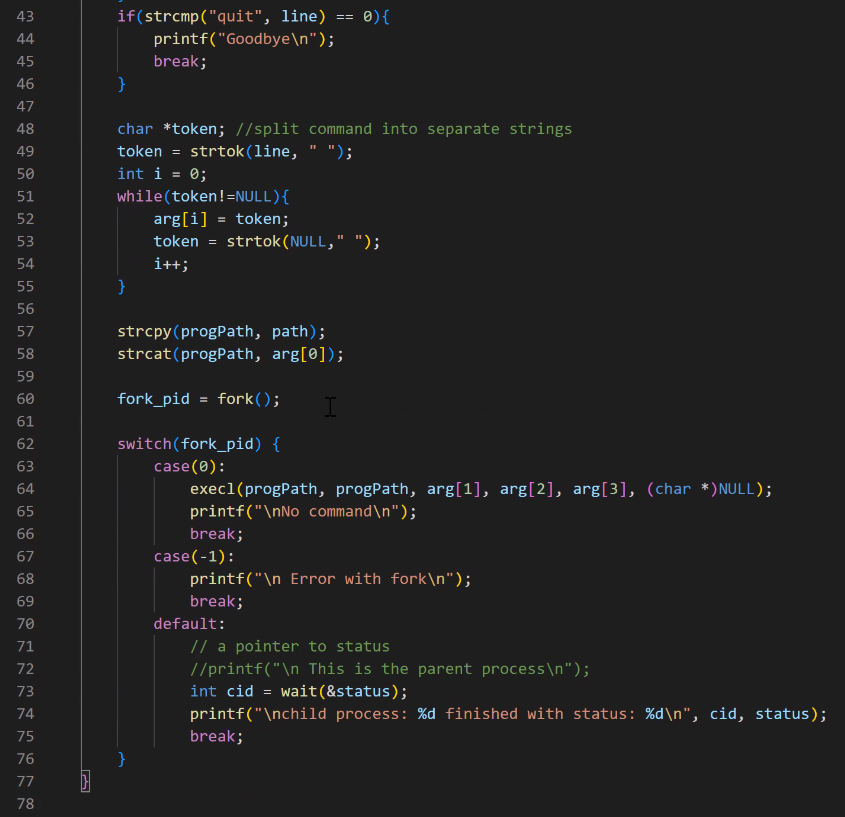 43 if(strcmp("quit", line) == 0){
44 printf("Goodbye\n");
45 break;
46 }
47
48 char *token; //split command into separate strings
49 token = strtok(line, " ");
50 int i = 0;
51 while(token!=NULL){
52 arg[i] = token;
53 token = strtok(NULL," ");
54 i++;
55 }
56
57 strcpy(progPath, path);
58 strcat(progPath, arg[0]);
59
60 fork_pid = fork();
61
62 switch(fork_pid) {
63 case(0):
64 execl(progPath, progPath, arg[1], arg[2], arg[3], (char *)NULL);
65 printf("\nNo command\n");
66 break;
67 case(-1):
68 printf("\n Error with fork\n");
69 break;
70 default:
71 // a pointer to status
72 //printf("\n This is the parent process\n");
73 int cid = wait(&status);
74 printf("\nchild process: %d finished with status: %d\n", cid, status);
75 break;
76 }
77 }
78